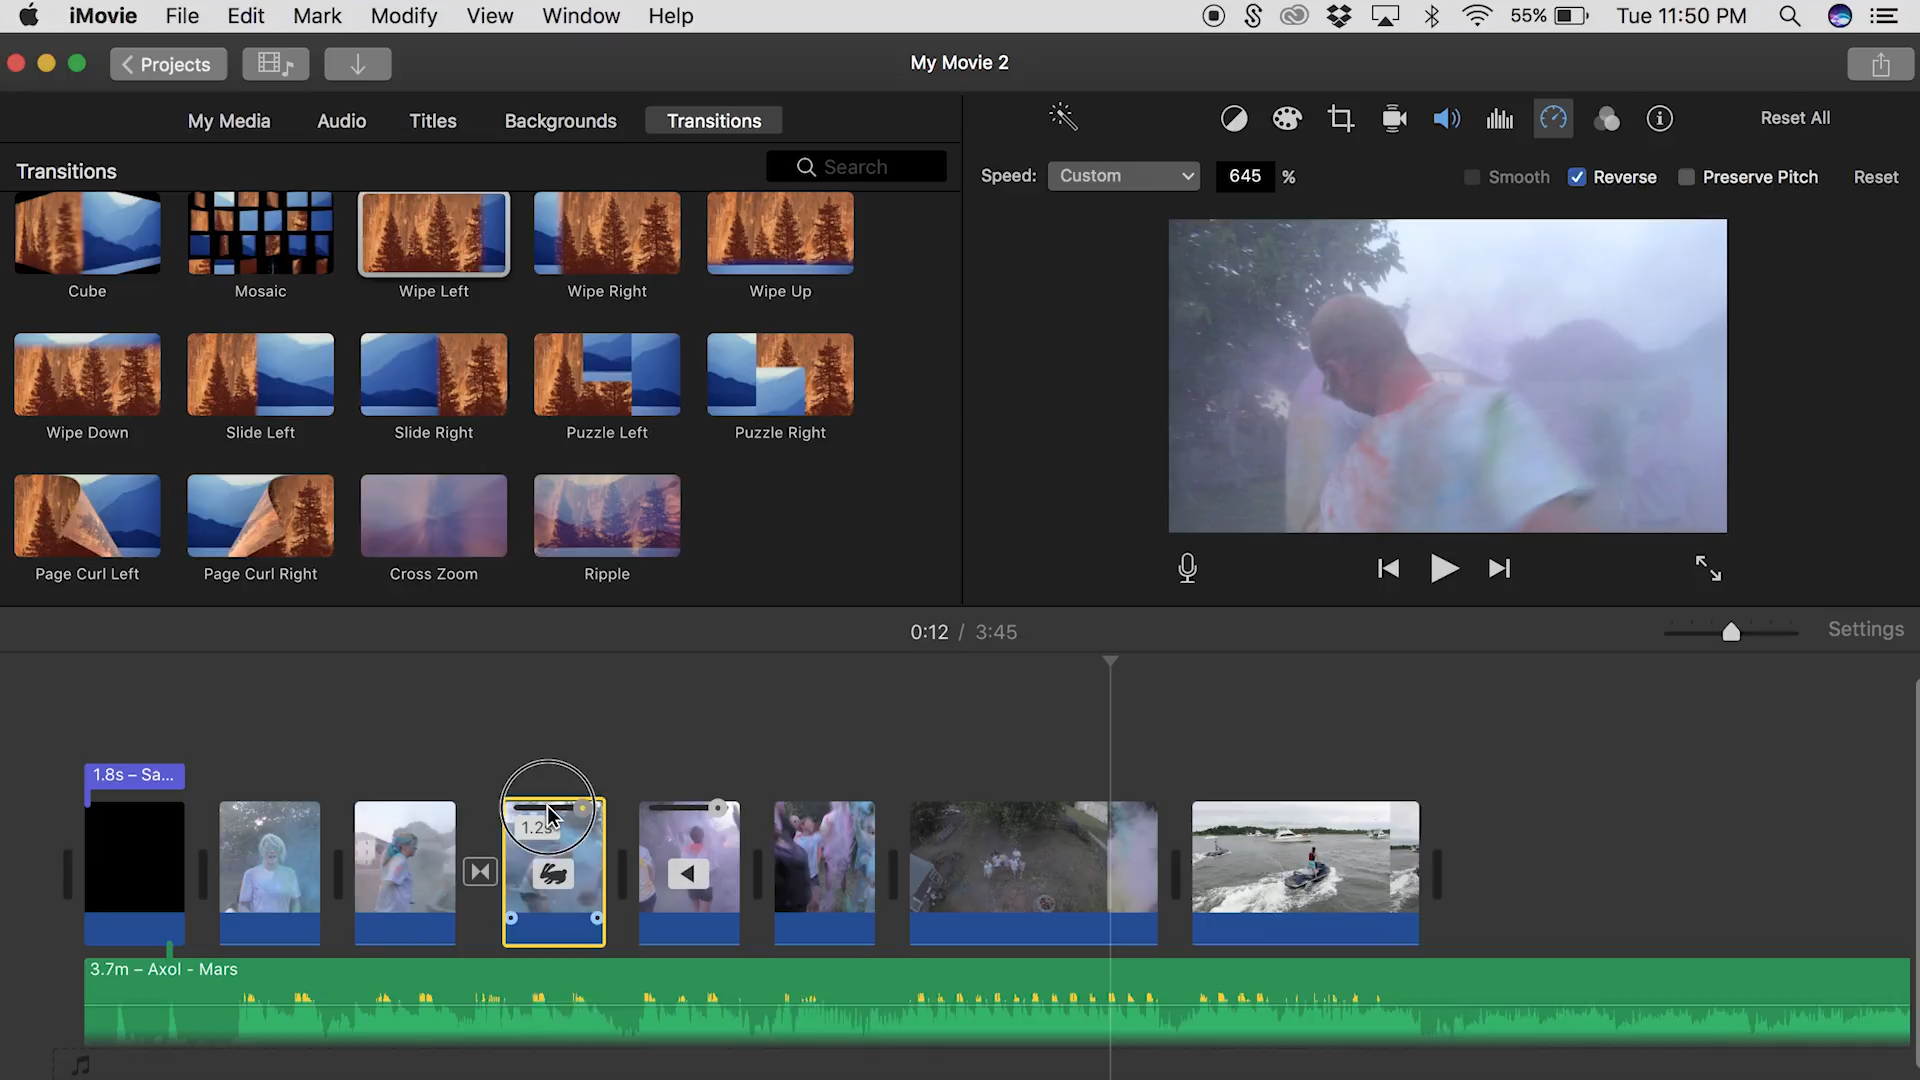 iMovie File Edit Mark Modify View Window Help 55% Tue 11:50 PM
Projects My Movie 2
My Media Audio Titles Backgrounds Transitions Reset All
Transitions Search Speed: Custom 645 % Smooth Reverse Preserve Pitch Reset
Cube Mosaic Wipe Left Wipe Right Wipe Up
Wipe Down Slide Left Slide Right Puzzle Left Puzzle Right
Page Curl Left Page Curl Right Cross Zoom Ripple
0:12 / 3:45 Settings
1.8s – Sa...
1.2s
3.7m – Axol - Mars